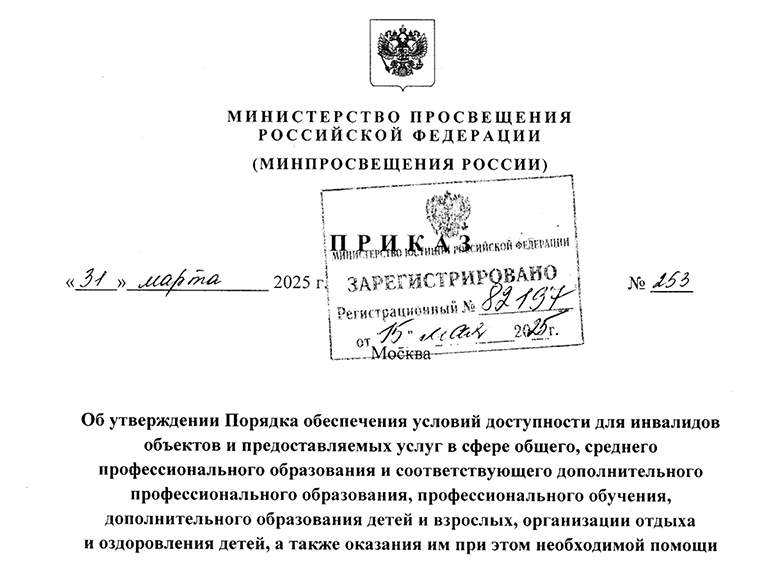 МИНИСТЕРСТВО ПРОСВЕЩЕНИЯ
РОССИЙСКОЙ ФЕДЕРАЦИИ
(МИНПРОСВЕЩЕНИЯ РОССИИ)
ПРИКАЗ
МИНИСТЕРСТВО ЮСТИЦИИ РОССИЙСКОЙ ФЕДЕРАЦИИ
ЗАРЕГИСТРИРОВАНО
Регистрационный № 82197
от "15" мая 2025г.
«31» марта 2025 г.
№ 253
Москва
Об утверждении Порядка обеспечения условий доступности для инвалидов
объектов и предоставляемых услуг в сфере общего, среднего
профессионального образования и соответствующего дополнительного
профессионального образования, профессионального обучения,
дополнительного образования детей и взрослых, организации отдыха
и оздоровления детей, а также оказания им при этом необходимой помощи